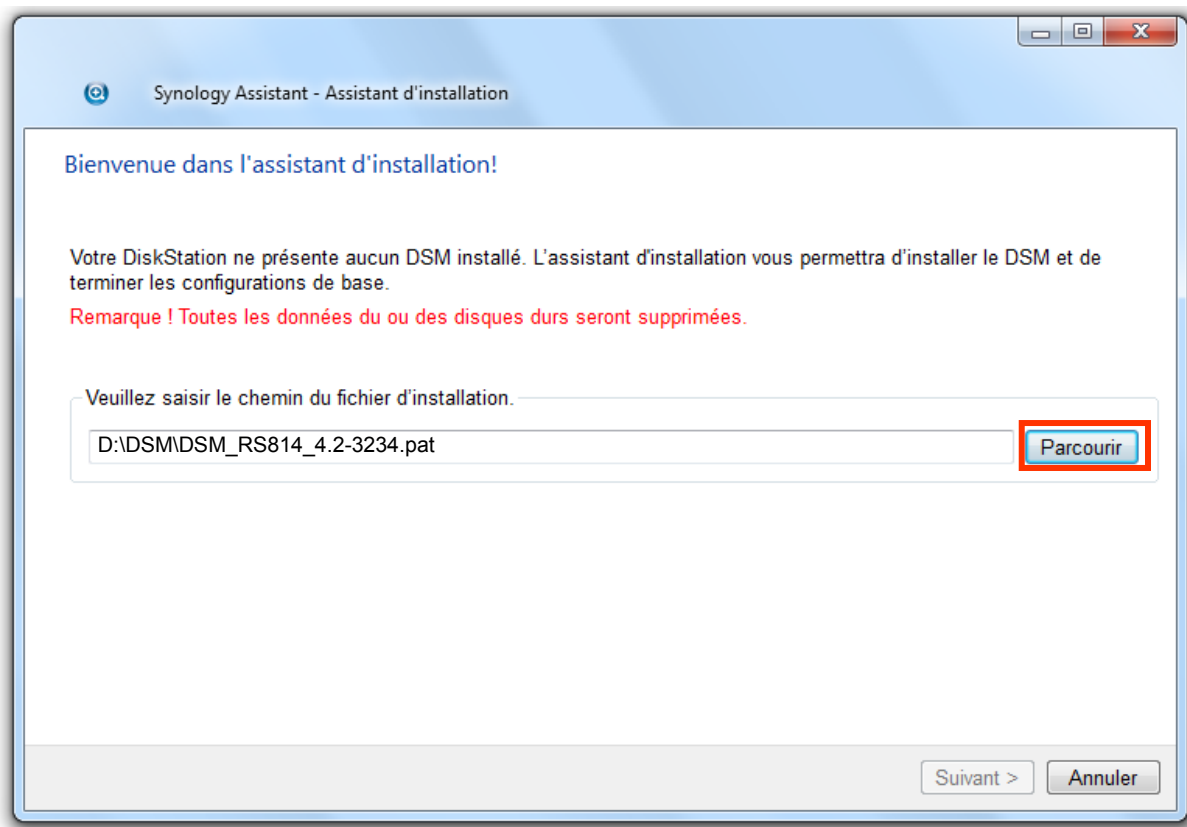 Synology Assistant - Assistant d'installation
Bienvenue dans l'assistant d'installation!
Votre DiskStation ne présente aucun DSM installé. L’assistant d'installation vous permettra d’installer le DSM et de
terminer les configurations de base.
Remarque ! Toutes les données du ou des disques durs seront supprimées.
Veuillez saisir le chemin du fichier d’installation.
D:\DSM\DSM_RS814_4.2-3234.pat
Parcourir
Suivant >
Annuler